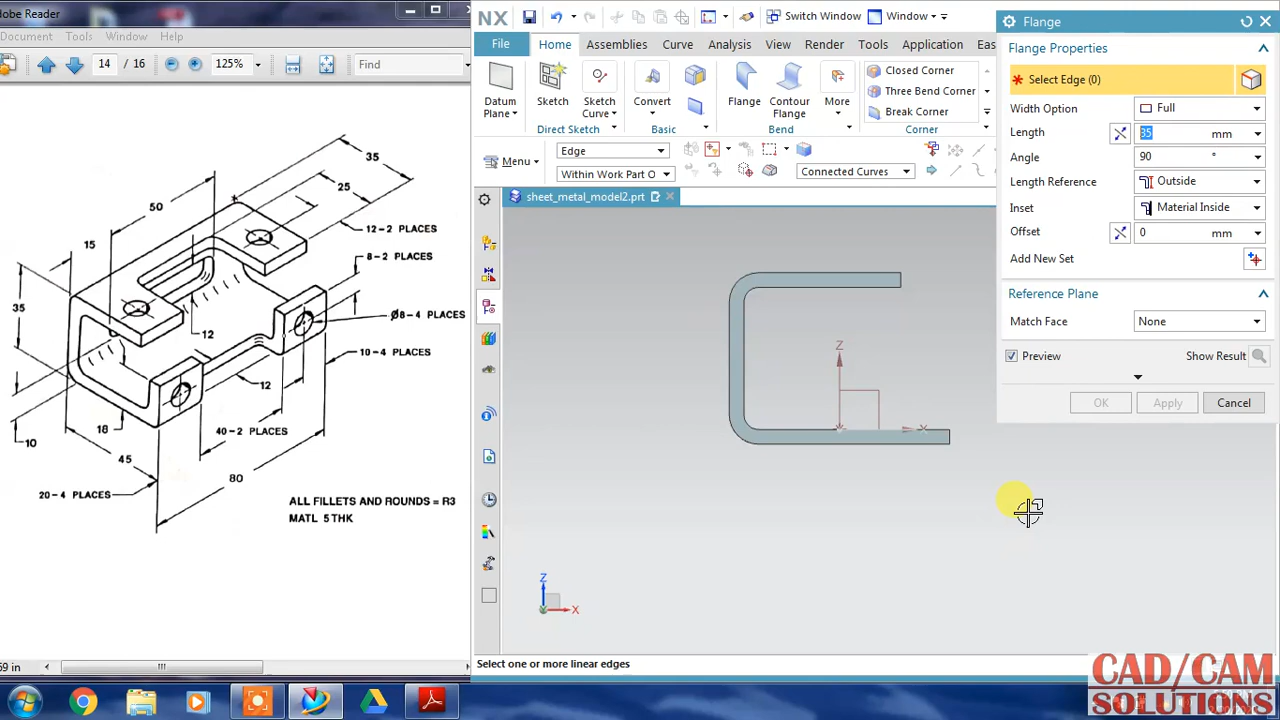 dobe Reader
Document Tools Window Help
14 / 16 125% Find
35
25
50
12-2 PLACES
15
8-2 PLACES
35
Ø8-4 PLACES
12
10-4 PLACES
12
18
10
40-2 PLACES
45
80
20-4 PLACES
ALL FILLETS AND ROUNDS = R3
MATL 5 THK
69 in
NX Switch Window Window
File Home Assemblies Curve Analysis View Render Tools Application Eas
Datum Plane Sketch Sketch Curve Convert Flange Contour Flange More
Closed Corner
Three Bend Corner
Break Corner
Direct Sketch Basic Bend Corner
Menu Edge
Within Work Part O Connected Curves
sheet_metal_model2.prt
Z
X
Z
X
Select one or more linear edges
Flange
Flange Properties
Select Edge (0)
Width Option Full
Length 35 mm
Angle 90 °
Length Reference Outside
Inset Material Inside
Offset 0 mm
Add New Set
Reference Plane
Match Face None
Preview Show Result
OK Apply Cancel
CAD/CAM
SOLUTIONS